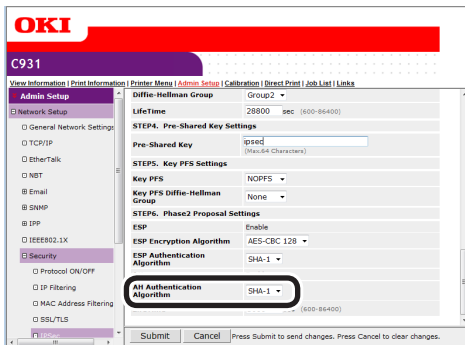 OKI
C931
View Information | Print Information | Printer Menu | Admin Setup | Calibration | Direct Print | Job List | Links
Admin Setup
Network Setup
General Network Settings
TCP/IP
EtherTalk
NBT
Email
SNMP
IPP
IEEE802.1X
Security
Protocol ON/OFF
IP Filtering
MAC Address Filtering
SSL/TLS
IPSec
Diffie-Hellman Group Group2
LifeTime 28800 sec (600-86400)
STEP4. Pre-Shared Key Settings
Pre-Shared Key ipsec
(Max.64 Characters)
STEP5. Key PFS Settings
Key PFS NOPFS
Key PFS Diffie-Hellman Group None
STEP6. Phase2 Proposal Settings
ESP Enable
ESP Encryption Algorithm AES-CBC 128
ESP Authentication Algorithm SHA-1
AH Authentication Algorithm SHA-1
(600-86400)
Submit Cancel Press Submit to send changes. Press Cancel to clear changes.